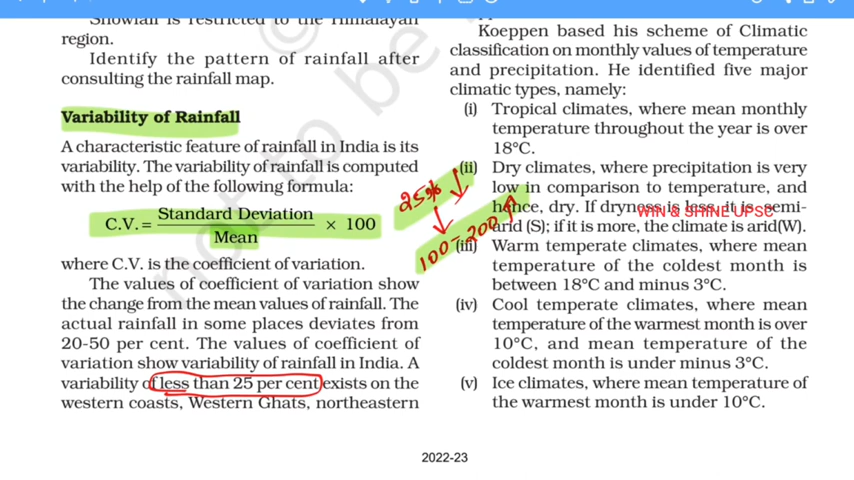 Snowfall is restricted to the Himalayan
region.
Identify the pattern of rainfall after
consulting the rainfall map.
Variability of Rainfall
A characteristic feature of rainfall in India is its
variability. The variability of rainfall is computed
with the help of the following formula:
C.V.= Standard Deviation / Mean × 100
where C.V. is the coefficient of variation.
The values of coefficient of variation show
the change from the mean values of rainfall. The
actual rainfall in some places deviates from
20-50 per cent. The values of coefficient of
variation show variability of rainfall in India. A
variability of less than 25 per cent exists on the
western coasts, Western Ghats, northeastern
25%
100-200
Koeppen based his scheme of Climatic
classification on monthly values of temperature
and precipitation. He identified five major
climatic types, namely:
(i) Tropical climates, where mean monthly
temperature throughout the year is over
18°C.
(ii) Dry climates, where precipitation is very
low in comparison to temperature, and
hence, dry. If dryness is less, it is semi-
arid (S); if it is more, the climate is arid(W).
WIN & SHINE UPSC
(iii) Warm temperate climates, where mean
temperature of the coldest month is
between 18°C and minus 3°C.
(iv) Cool temperate climates, where mean
temperature of the warmest month is over
10°C, and mean temperature of the
coldest month is under minus 3°C.
(v) Ice climates, where mean temperature of
the warmest month is under 10°C.
not to be
2022-23